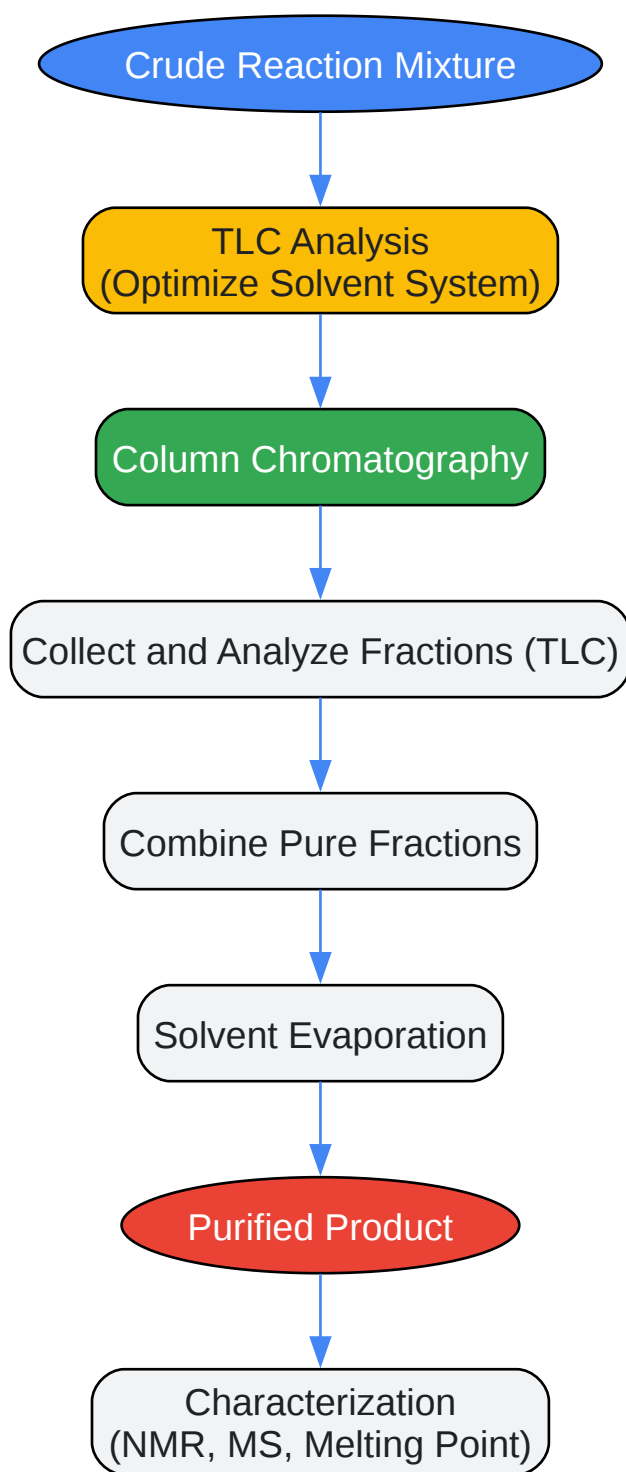 Crude Reaction Mixture
TLC Analysis
(Optimize Solvent System)
Column Chromatography
Collect and Analyze Fractions (TLC)
Combine Pure Fractions
Solvent Evaporation
Purified Product
Characterization
(NMR, MS, Melting Point)